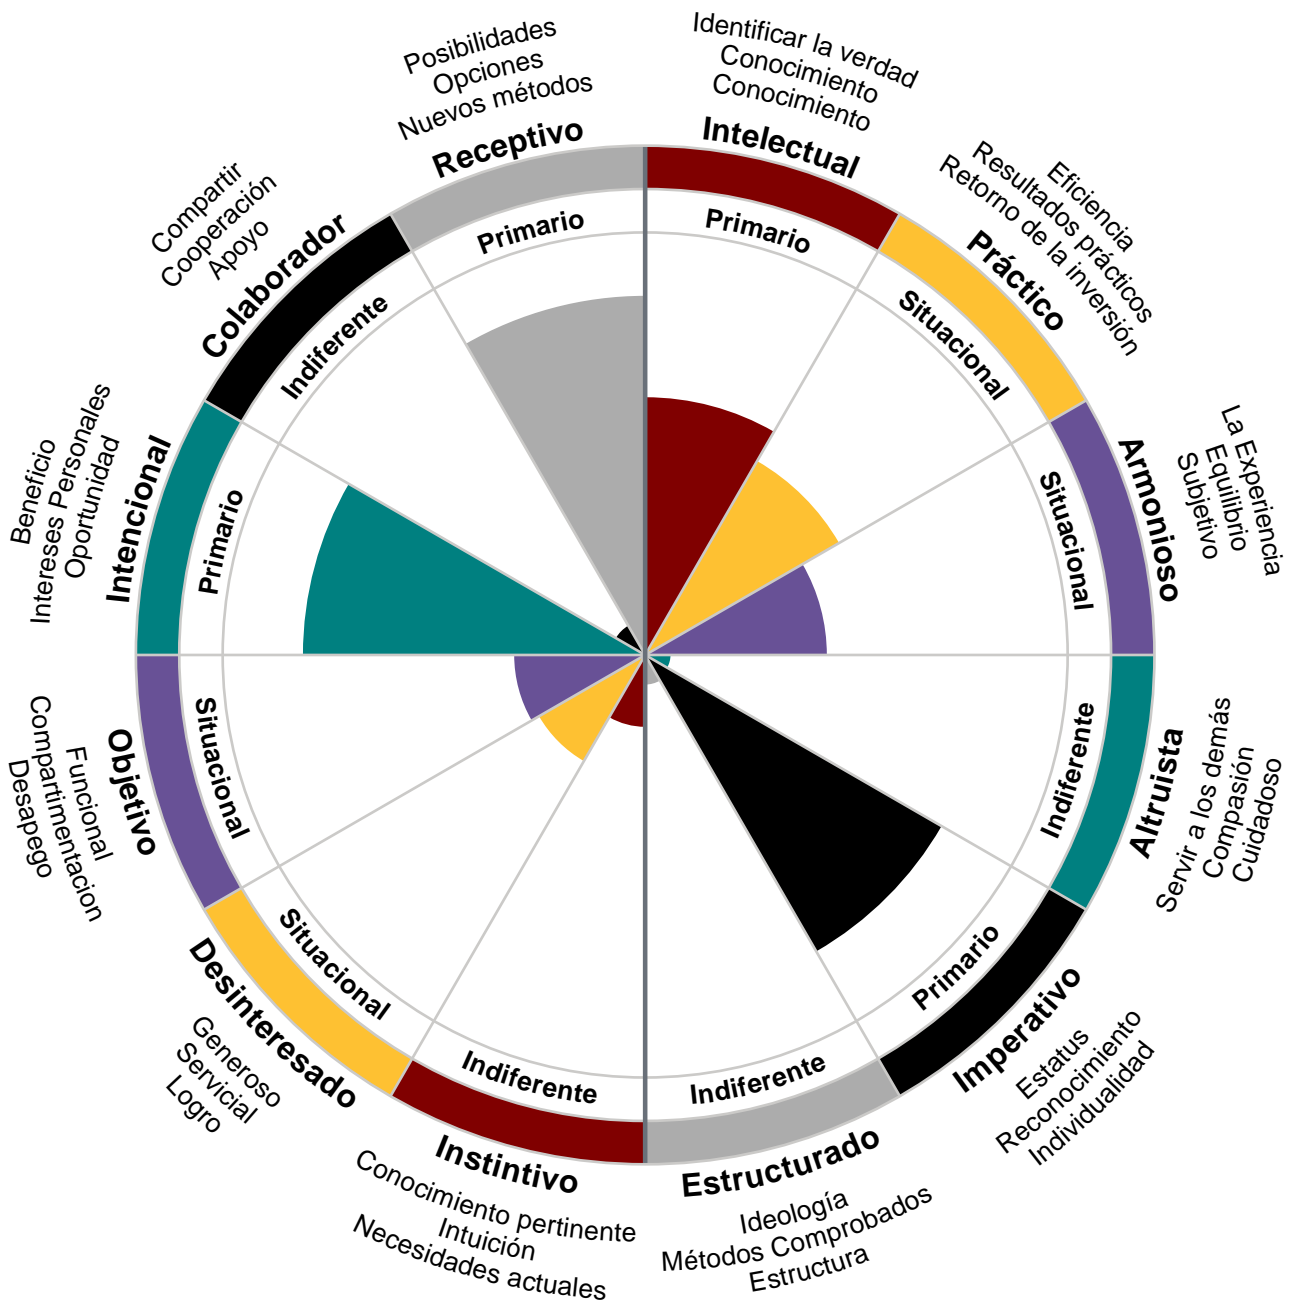 Identificar la verdad
Conocimiento
Conocimiento
Intelectual
Primario
Eficiencia
Resultados prácticos
Retorno de la inversión
Práctico
Situacional
La Experiencia
Equilibrio
Subjetivo
Armonioso
Situacional
Altruista
Indiferente
Servir a los demás
Compasión
Cuidadoso
Imperativo
Primario
Estatus
Reconocimiento
Individualidad
Indiferente
Estructurado
Ideología
Métodos Comprobados
Estructura
Indiferente
Instintivo
Conocimiento pertinente
Intuición
Necesidades actuales
Situacional
Desinteresado
Generoso
Servicial
Logro
Situacional
Objetivo
Funcional
Compartimentacion
Desapego
Beneficio
Intereses Personales
Oportunidad
Intencional
Primario
Compartir
Cooperación
Apoyo
Colaborador
Indiferente
Posibilidades
Opciones
Nuevos métodos
Receptivo
Primario